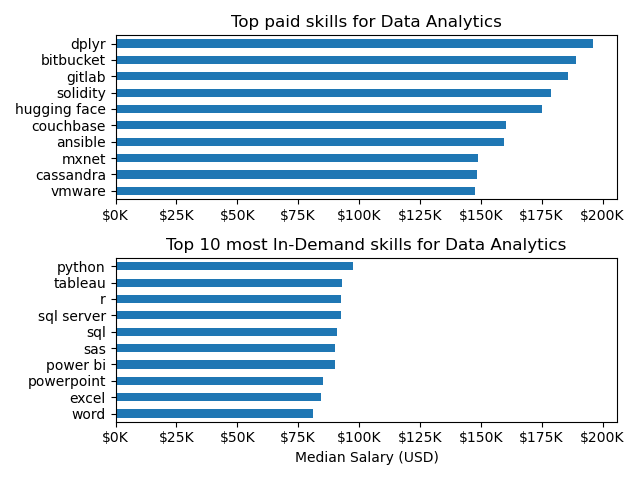 Top paid skills for Data Analytics
dplyr
bitbucket
gitlab
solidity
hugging face
couchbase
ansible
mxnet
cassandra
vmware
$0K $25K $50K $75K $100K $125K $150K $175K $200K
Top 10 most In-Demand skills for Data Analytics
python
tableau
r
sql server
sql
sas
power bi
powerpoint
excel
word
$0K $25K $50K $75K $100K $125K $150K $175K $200K
Median Salary (USD)